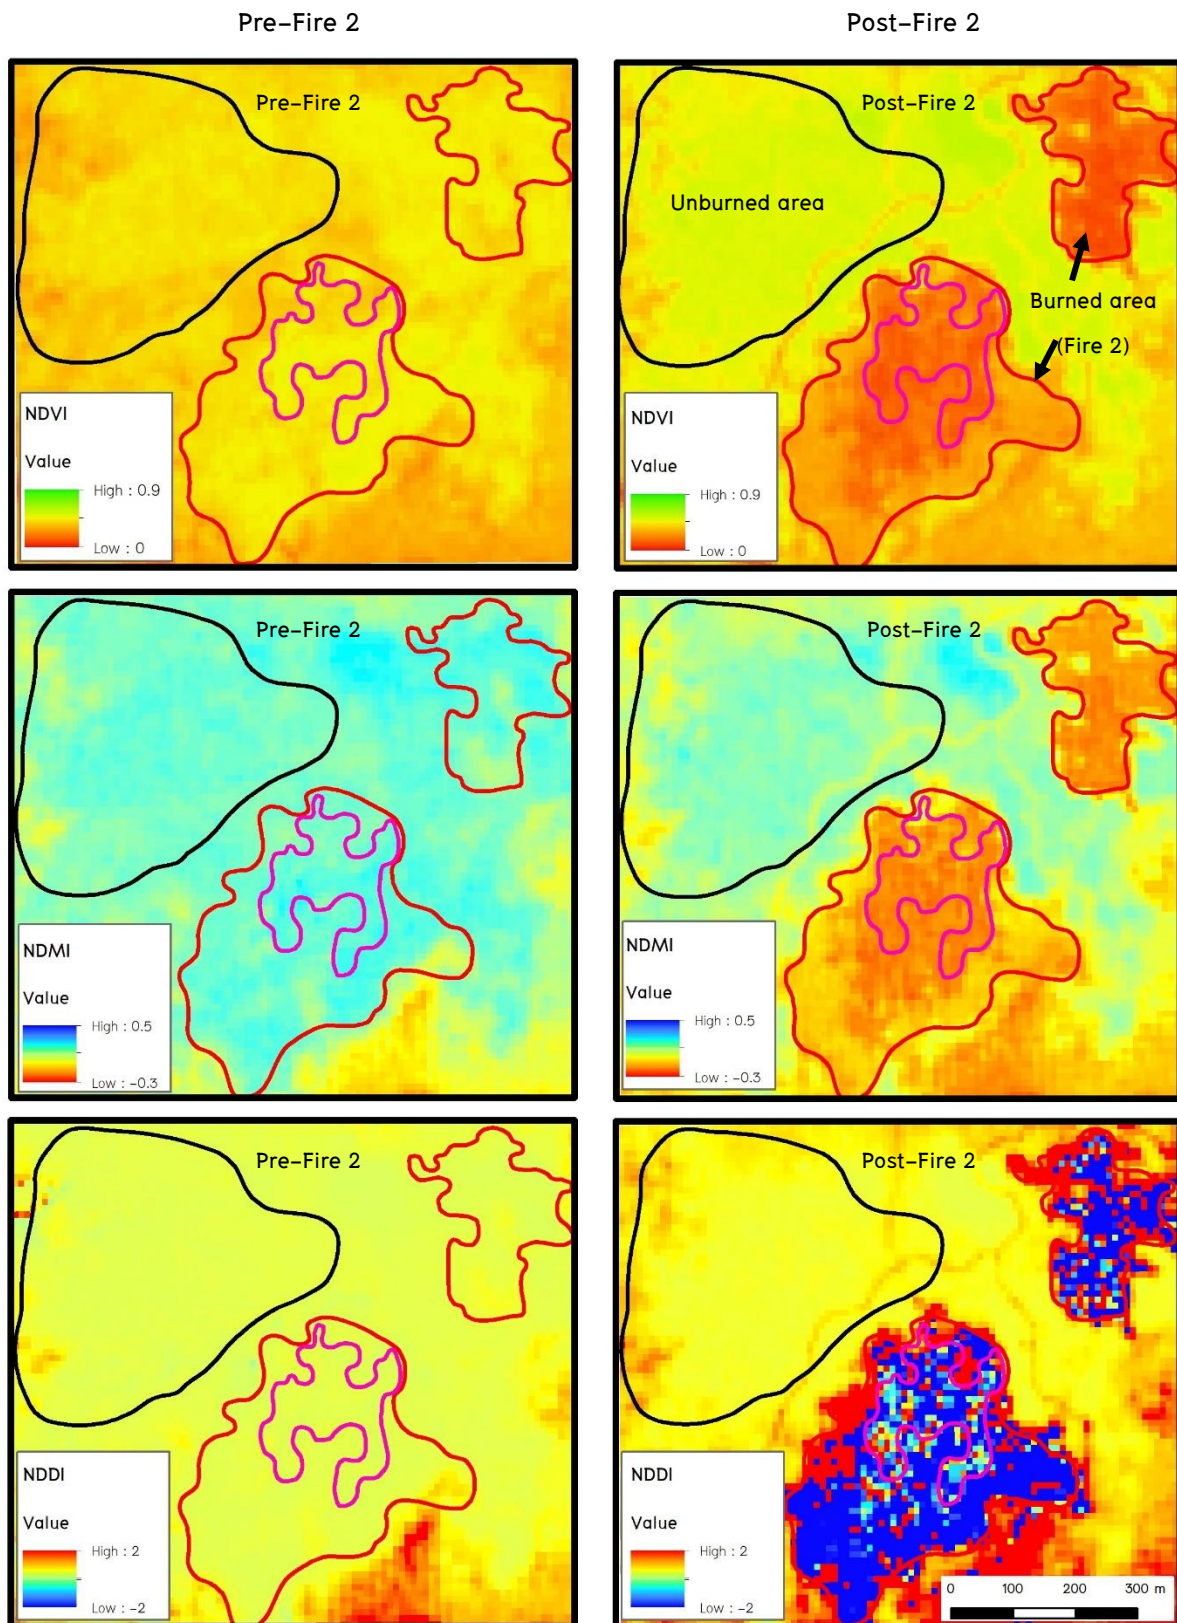 Pre-Fire 2
Post-Fire 2
Pre-Fire 2
NDVI
Value
High : 0.9
Low : 0
Post-Fire 2
Unburned area
Burned area
(Fire 2)
NDVI
Value
High : 0.9
Low : 0
Pre-Fire 2
NDMI
Value
High : 0.5
Low : -0.3
Post-Fire 2
NDMI
Value
High : 0.5
Low : -0.3
Pre-Fire 2
NDDI
Value
High : 2
Low : -2
Post-Fire 2
NDDI
Value
High : 2
Low : -2
0 100 200 300 m